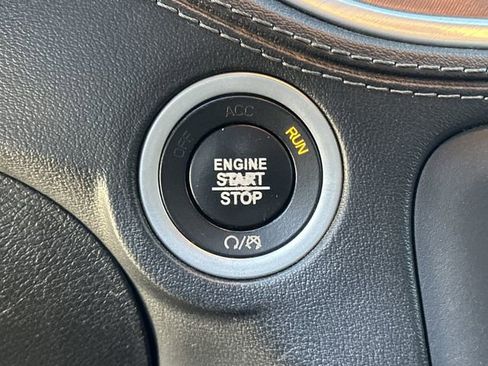 ACC
OFF
RUN
ENGINE
START
STOP